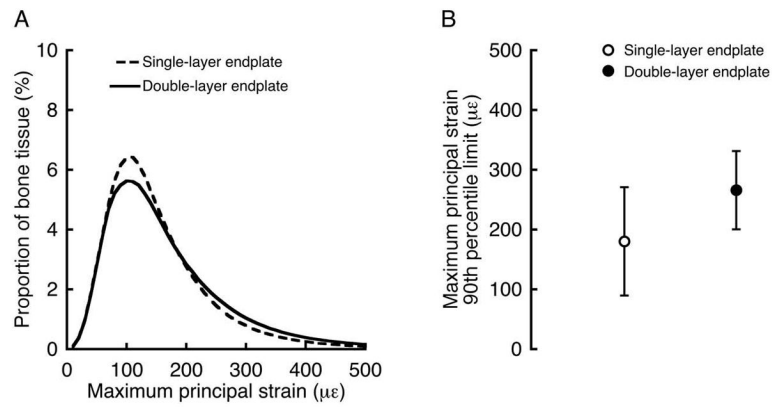 A
10
8
6
4
2
0
Proportion of bone tissue (%)
Single-layer endplate
Double-layer endplate
0
100
200
300
400
500
Maximum principal strain (με)
B
500
400
300
200
100
0
Maximum principal strain
90th percentile limit (με)
Single-layer endplate
Double-layer endplate